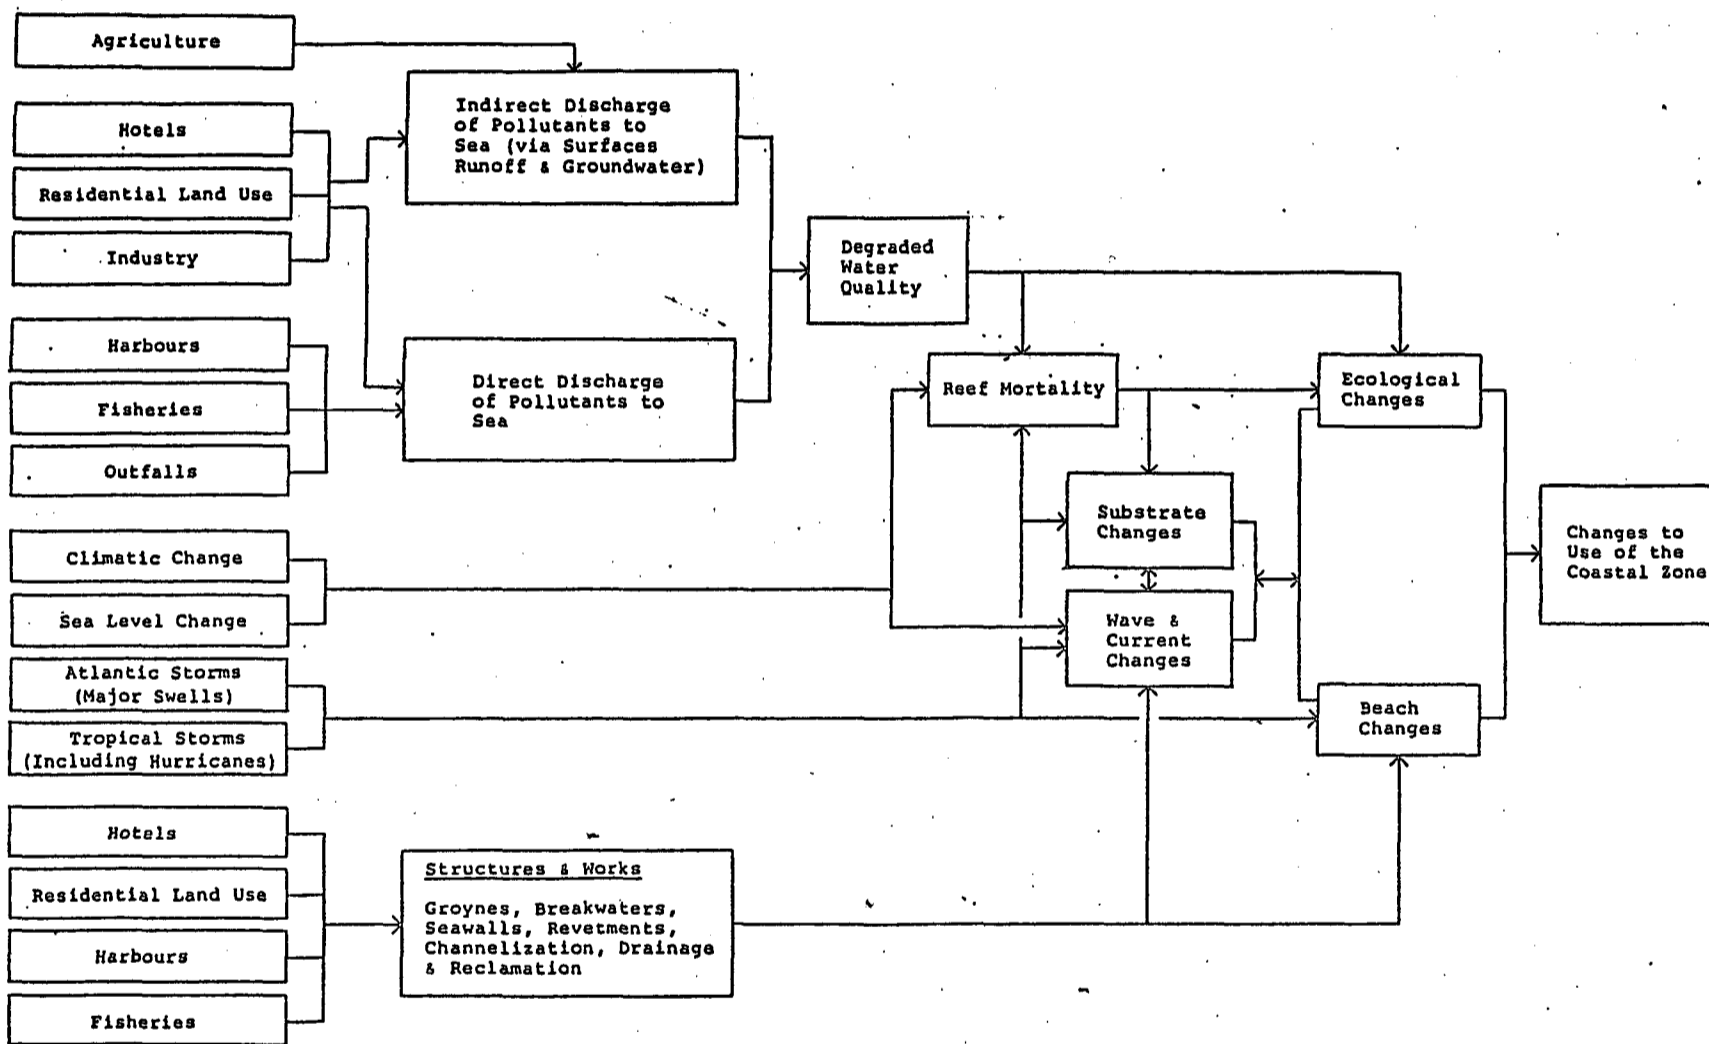 Agriculture
Hotels
Residential Land Use
Industry
Harbours
Fisheries
Outfalls
Climatic Change
Sea Level Change
Atlantic Storms
(Major Swells)
Tropical Storms
(Including Hurricanes)
Hotels
Residential Land Use
Harbours
Fisheries
Indirect Discharge
of Pollutants to
Sea (via Surfaces
Runoff & Groundwater)
Direct Discharge
of Pollutants to
Sea
Structures & Works
Groynes, Breakwaters,
Seawalls, Revetments,
Channelization, Drainage
& Reclamation
Degraded
Water
Quality
Reef Mortality
Substrate
Changes
Wave &
Current
Changes
Ecological
Changes
Beach
Changes
Changes to
Use of the
Coastal Zone